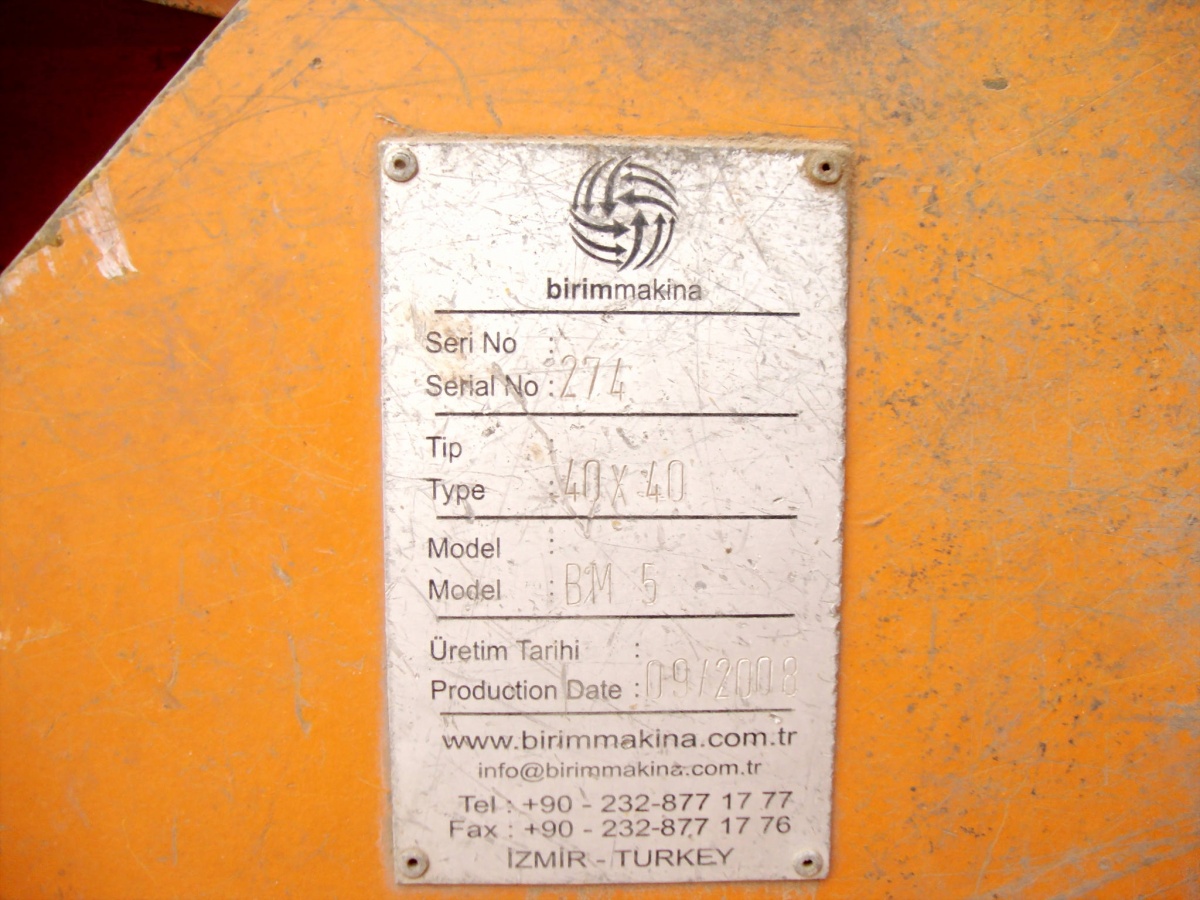 birimmakina
Seri No :
Serial No : 274
Tip :
Type : 40 X 40
Model :
Model : BM 5
Üretim Tarihi :
Production Date : 09/2008
www.birimmakina.com.tr
info@birimmakina.com.tr
Tel : +90 - 232-877 17 77
Fax : +90 - 232-877 17 76
İZMİR - TURKEY